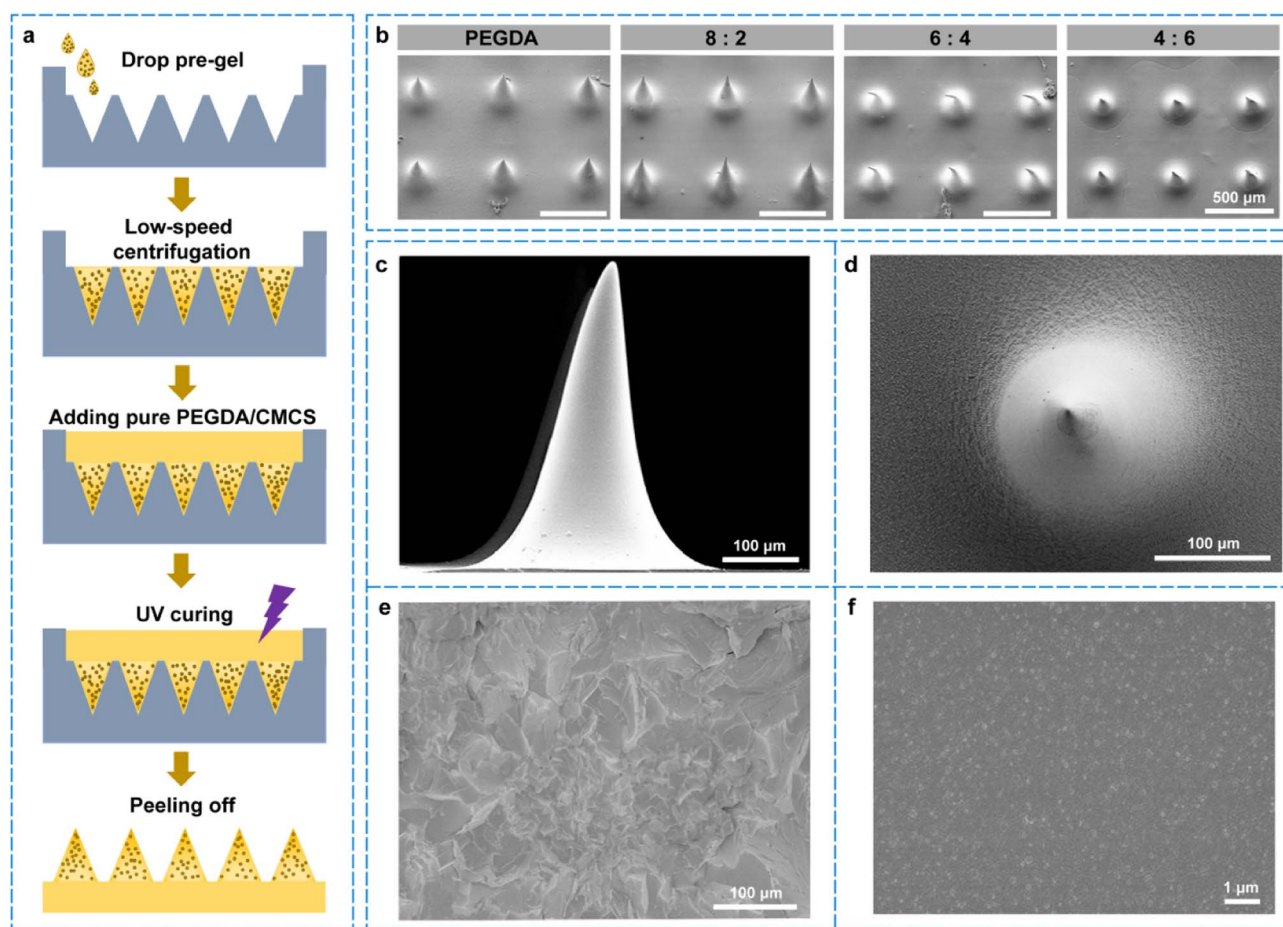 a
Drop pre-gel
Low-speed
centrifugation
Adding pure PEGDA/CMCS
UV curing
Peeling off
b
PEGDA
8 : 2
6 : 4
4 : 6
500 μm
c
100 μm
d
100 μm
e
100 μm
f
1 μm